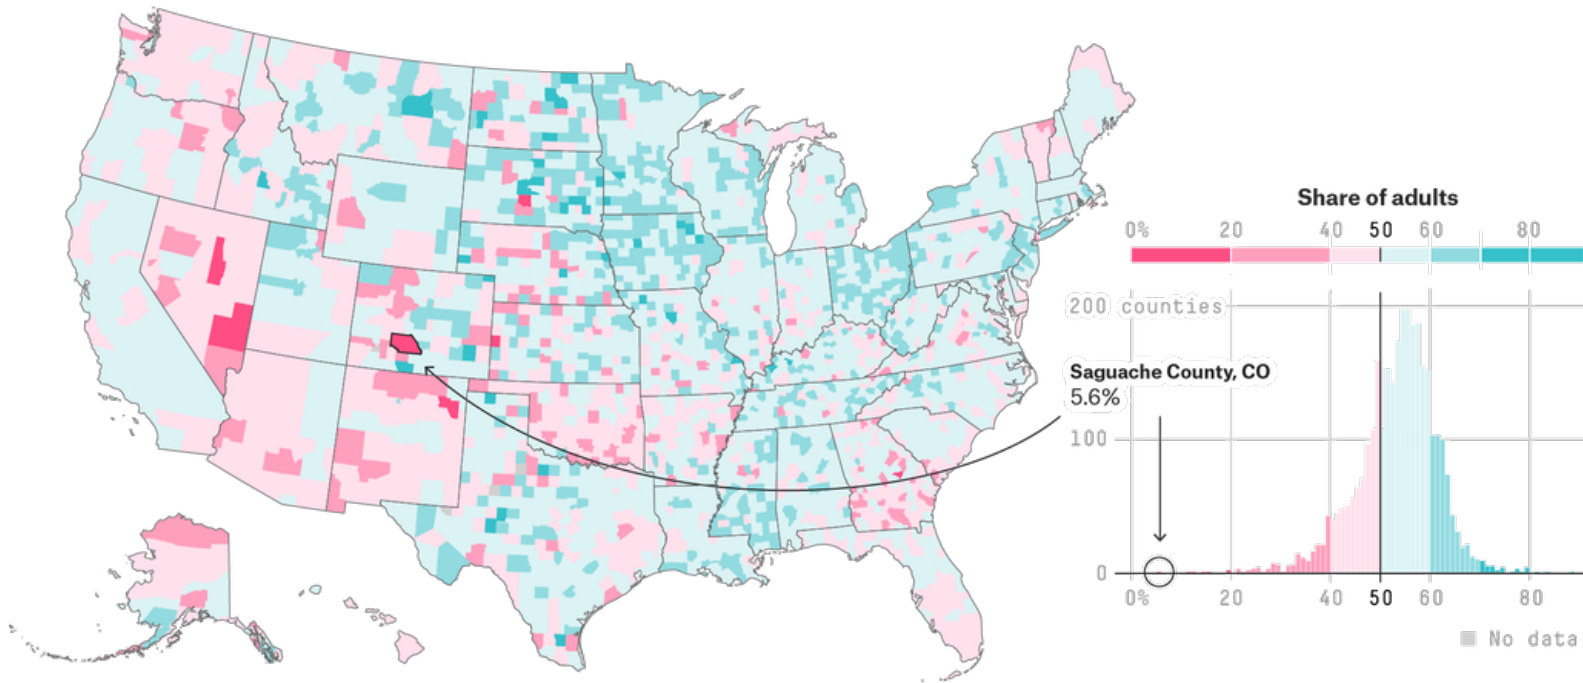 Share of adults
0% 20 40 50 60 80
200 counties
Saguache County, CO
5.6%
100
0
0% 20 40 50 60 80
No data